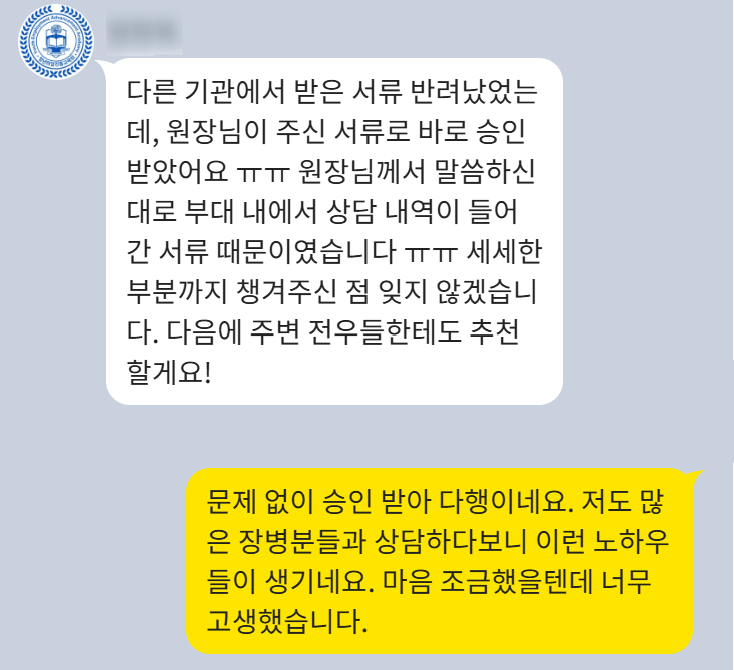 다른 기관에서 받은 서류 반려났었는
데, 원장님이 주신 서류로 바로 승인
받았어요 ㅠㅠ 원장님께서 말씀하신
대로 부대 내에서 상담 내역이 들어
간 서류 때문이였습니다 ㅠㅠ 세세한
부분까지 챙겨주신 점 잊지 않겠습니
다. 다음에 주변 전우들한테도 추천
할게요!
문제 없이 승인 받아 다행이네요. 저도 많
은 장병분들과 상담하다보니 이런 노하우
들이 생기네요. 마음 조금했을텐데 너무
고생했습니다.